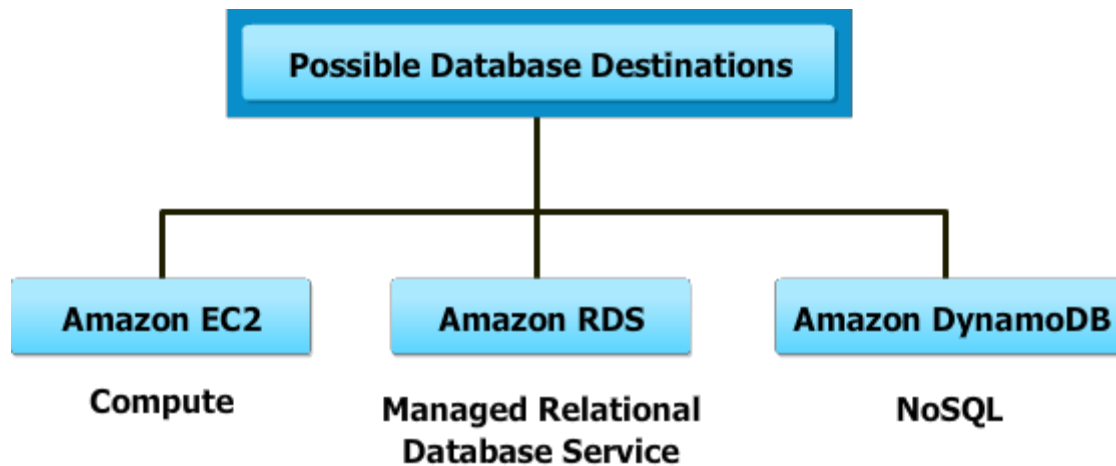 Possible Database Destinations
Amazon EC2
Amazon RDS
Amazon DynamoDB
Compute
Managed Relational
Database Service
NoSQL